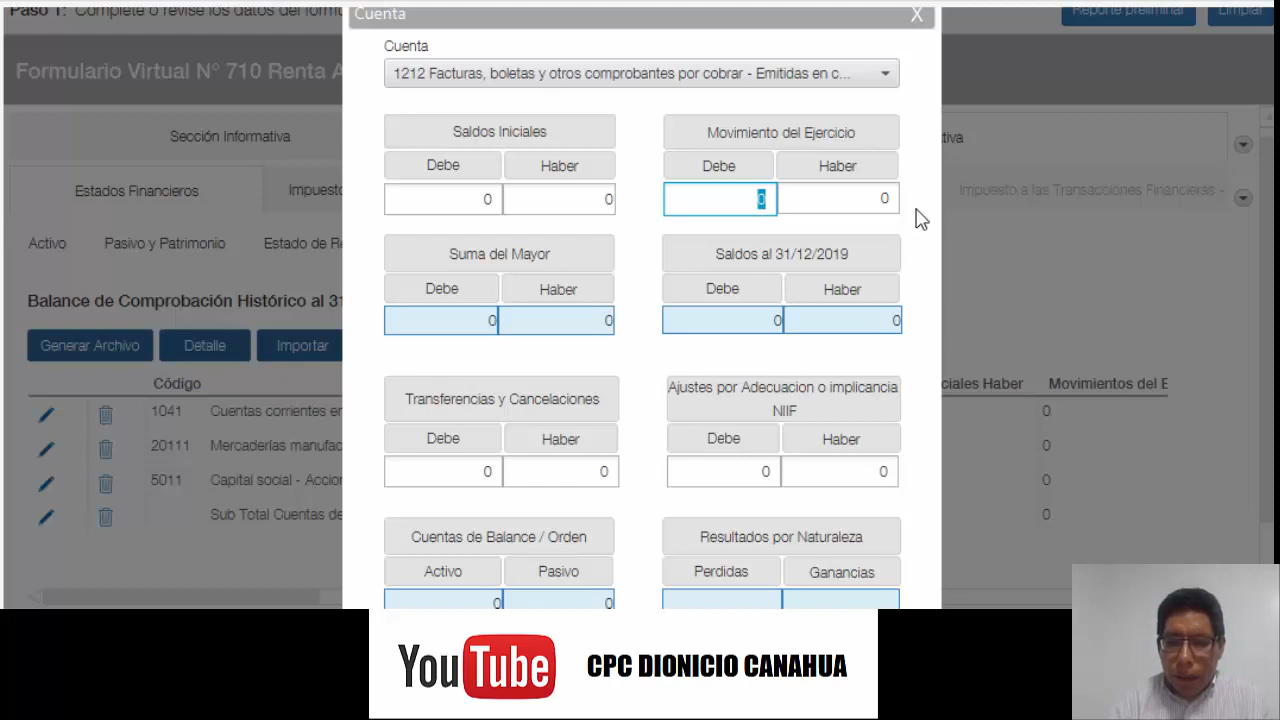 Paso 1: Complete o revise los datos del formu
Cuenta
X
Reporte preliminar
Limpiar
Formulario Virtual Nº 710 Renta A
Cuenta
1212 Facturas, boletas y otros comprobantes por cobrar - Emitidas en c...
Sección Informativa
tiva
Saldos Iniciales
Movimiento del Ejercicio
Debe
Haber
Debe
Haber
0
0
0
0
Estados Financieros
Impuest
Impuesto a las Transacciones Financieras -
Activo
Pasivo y Patrimonio
Estado de Re
Suma del Mayor
Saldos al 31/12/2019
Debe
Haber
Debe
Haber
0
0
0
0
Balance de Comprobación Histórico al 31
Generar Archivo
Detalle
Importar
Código
ciales Haber
Movimientos del E
Transferencias y Cancelaciones
Ajustes por Adecuacion o implicancia
NIIF
Debe
Haber
Debe
Haber
0
0
0
0
1041
Cuentas corrientes en
0
20111
Mercaderías manufac
0
5011
Capital social - Accion
0
Sub Total Cuentas de
0
Cuentas de Balance / Orden
Resultados por Naturaleza
Activo
Pasivo
Perdidas
Ganancias
0
0
YouTube
CPC DIONICIO CANAHUA